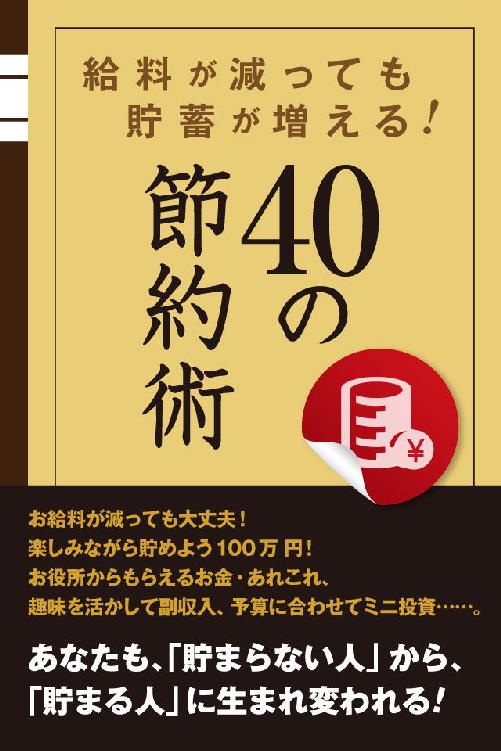 給料が減っても
貯蓄が増える!
40の
節約術
¥
お給料が減っても大丈夫!
楽しみながら貯めよう100万円!
お役所からもらえるお金・あれこれ、
趣味を活かして副収入、予算に合わせてミニ投資……。
あなたも、「貯まらない人」から、
「貯まる人」に生まれ変われる!